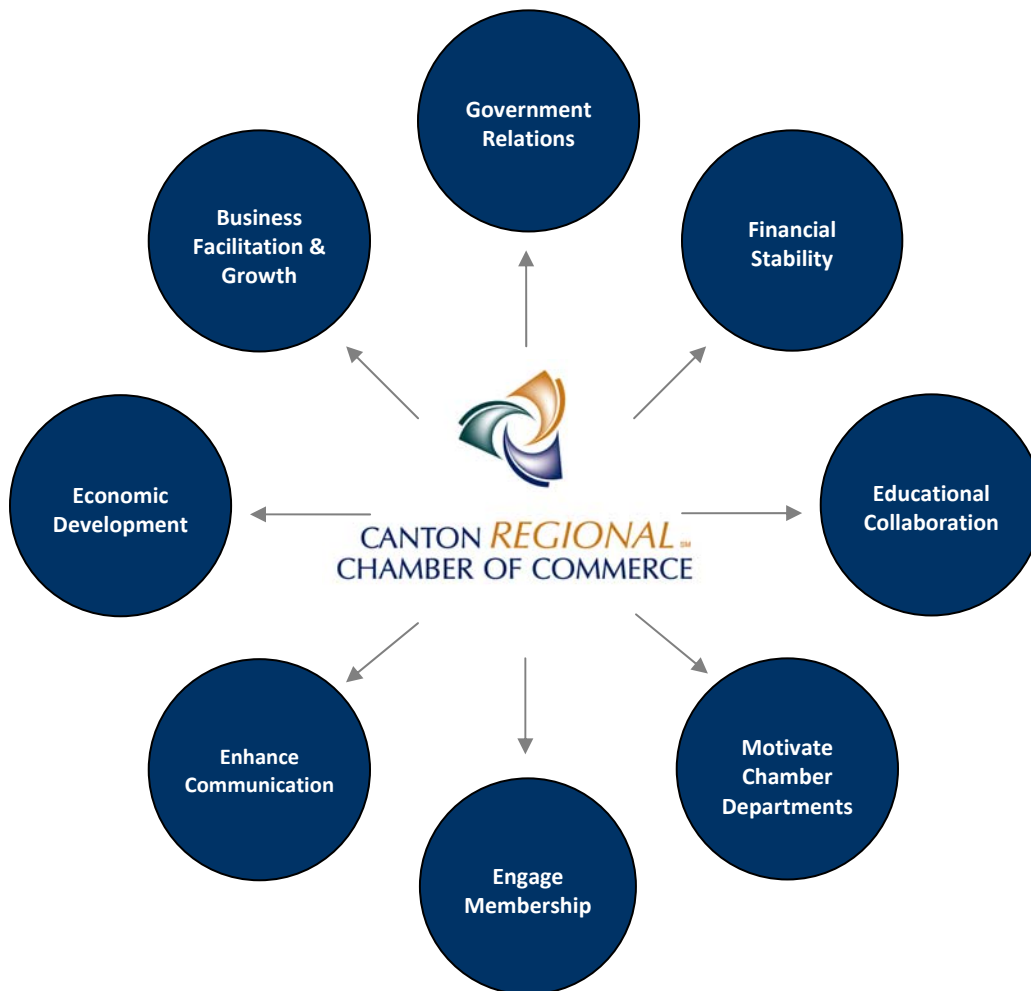 Government
Relations
Business
Facilitation &
Growth
Financial
Stability
Economic
Development
CANTON REGIONAL SM
CHAMBER OF COMMERCE
Educational
Collaboration
Enhance
Communication
Motivate
Chamber
Departments
Engage
Membership